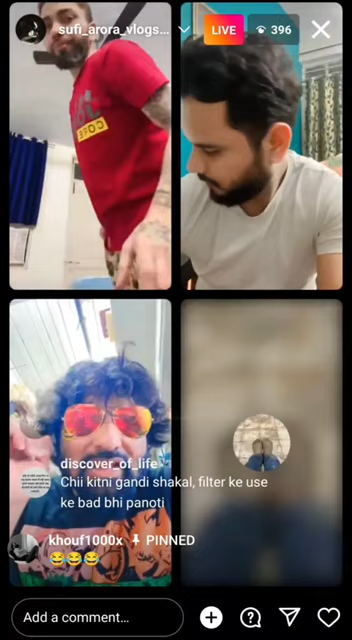 sufi_arora_vlogs...
LIVE
396
discover_of_life
Chii kitni gandi shakal, filter ke use
ke bad bhi panoti
khouf1000x PINNED
😂😂😂
Add a comment...